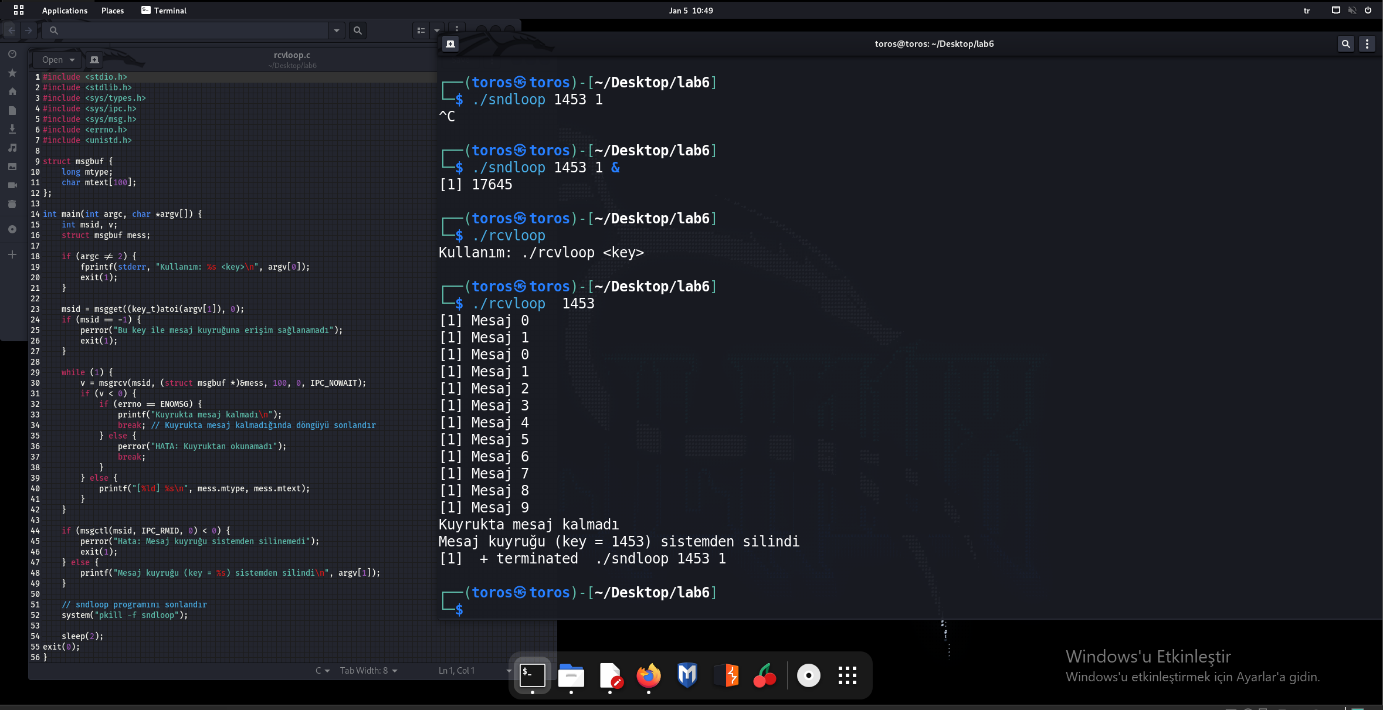 Applications Places Terminal
Jan 5 10:49
tr
Open
rcvloop.c
~/Desktop/lab6
1 #include <stdio.h>
2 #include <stdlib.h>
3 #include <sys/types.h>
4 #include <sys/ipc.h>
5 #include <sys/msg.h>
6 #include <errno.h>
7 #include <unistd.h>
8
9 struct msgbuf {
10 long mtype;
11 char mtext[100];
12 };
13
14 int main(int argc, char *argv[]) {
15 int msid, v;
16 struct msgbuf mess;
17
18 if (argc != 2) {
19 fprintf(stderr, "Kullanım: %s <key>\n", argv[0]);
20 exit(1);
21 }
22
23 msid = msgget((key_t)atoi(argv[1]), 0);
24 if (msid == -1) {
25 perror("Bu key ile mesaj kuyruğuna erişim sağlanamadı");
26 exit(1);
27 }
28
29 while (1) {
30 v = msgrcv(msid, (struct msgbuf *)&mess, 100, 0, IPC_NOWAIT);
31 if (v < 0) {
32 if (errno == ENOMSG) {
33 printf("Kuyrukta mesaj kalmadı\n");
34 break; // Kuyrukta mesaj kalmadığında döngüyü sonlandır
35 } else {
36 perror("HATA: Kuyruktan okunamadı");
37 break;
38 }
39 } else {
40 printf("[%ld] %s\n", mess.mtype, mess.mtext);
41 }
42 }
43
44 if (msgctl(msid, IPC_RMID, 0) < 0) {
45 perror("Hata: Mesaj kuyruğu sistemden silinemedi");
46 exit(1);
47 } else {
48 printf("Mesaj kuyruğu (key = %s) sistemden silindi\n", argv[1]);
49 }
50
51 // sndloop programını sonlandır
52 system("pkill -f sndloop");
53
54 sleep(2);
55 exit(0);
56 }
C Tab Width: 8 Ln 1, Col 1
toros@toros: ~/Desktop/lab6
┌──(toros㉿toros)-[~/Desktop/lab6]
└─$ ./sndloop 1453 1
^C
┌──(toros㉿toros)-[~/Desktop/lab6]
└─$ ./sndloop 1453 1 &
[1] 17645
┌──(toros㉿toros)-[~/Desktop/lab6]
└─$ ./rcvloop
Kullanım: ./rcvloop <key>
┌──(toros㉿toros)-[~/Desktop/lab6]
└─$ ./rcvloop 1453
[1] Mesaj 0
[1] Mesaj 1
[1] Mesaj 0
[1] Mesaj 1
[1] Mesaj 2
[1] Mesaj 3
[1] Mesaj 4
[1] Mesaj 5
[1] Mesaj 6
[1] Mesaj 7
[1] Mesaj 8
[1] Mesaj 9
Kuyrukta mesaj kalmadı
Mesaj kuyruğu (key = 1453) sistemden silindi
[1] + terminated ./sndloop 1453 1
┌──(toros㉿toros)-[~/Desktop/lab6]
└─$
Windows'u Etkinleştir
Windows'u etkinleştirmek için Ayarlar'a gidin.